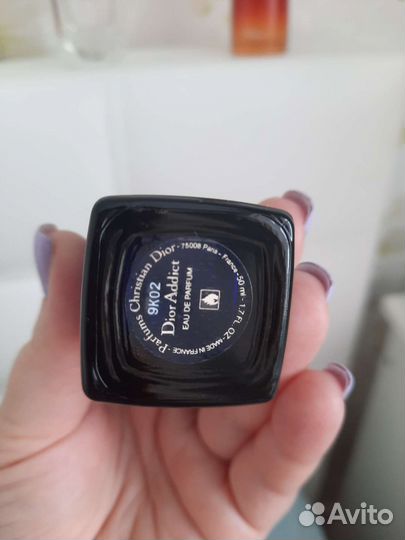 Parfums Christian Dior - 75008 Paris - France - 50 ml - 1.7 FL. OZ - MADE IN FRANCE -
9K02
Dior Addict
EAU DE PARFUM
Avito